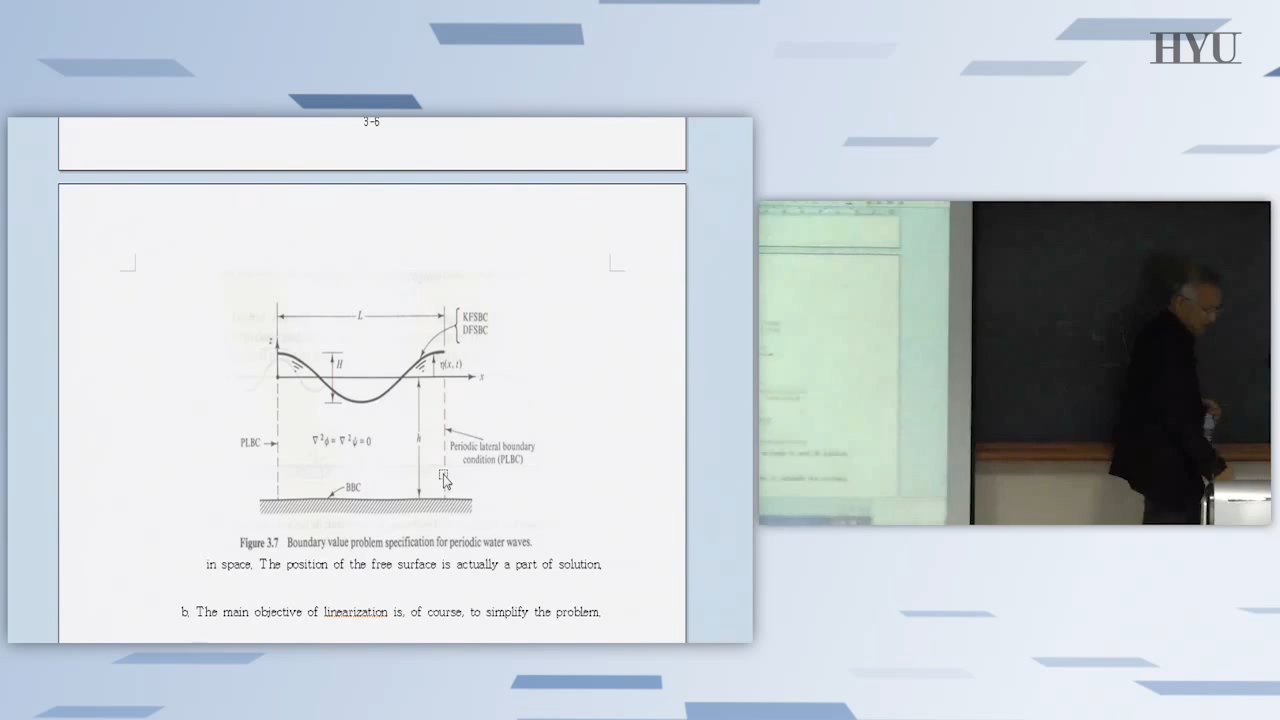 HYU
3-6
L
KFSBC
DFSBC
z
H
η(x, t)
x
PLBC
∇²ϕ = ∇²ψ = 0
h
Periodic lateral boundary
condition (PLBC)
BBC
Figure 3.7 Boundary value problem specification for periodic water waves.
in space. The position of the free surface is actually a part of solution.
b. The main objective of linearization is, of course, to simplify the problem.